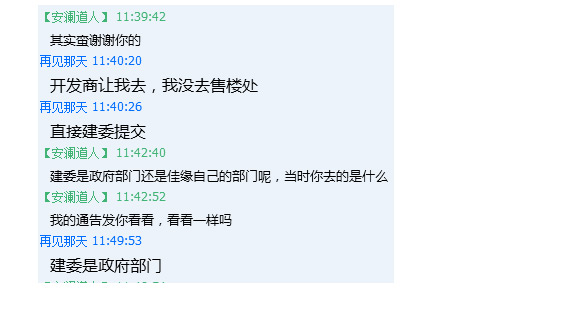 【安澜道人】 11:39:42
其实蛮谢谢你的
再见那天 11:40:20
开发商让我去，我没去售楼处
再见那天 11:40:26
直接建委提交
【安澜道人】 11:42:40
建委是政府部门还是佳缘自己的部门呢，当时你去的是什么
【安澜道人】 11:42:52
我的通告发你看看，看看一样吗
再见那天 11:49:53
建委是政府部门